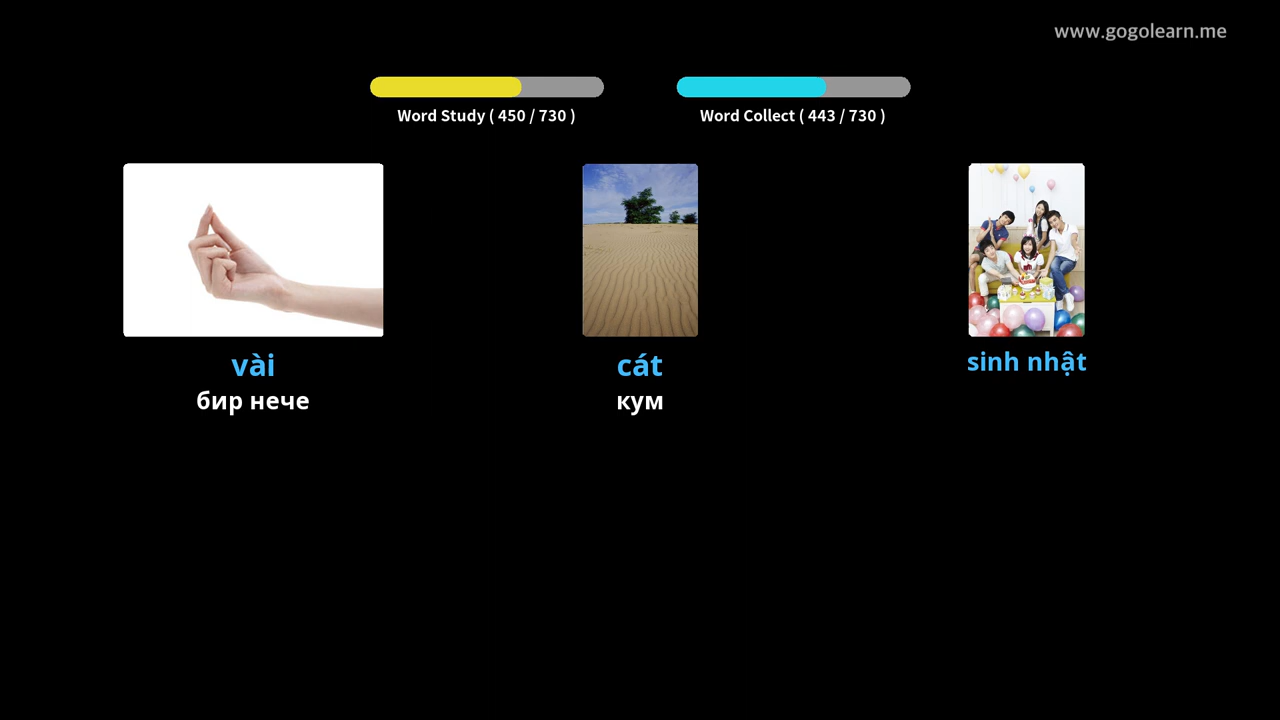 www.gogolearn.me
Word Study ( 450 / 730 )
Word Collect ( 443 / 730 )
vài
бир нече
cát
кум
sinh nhật